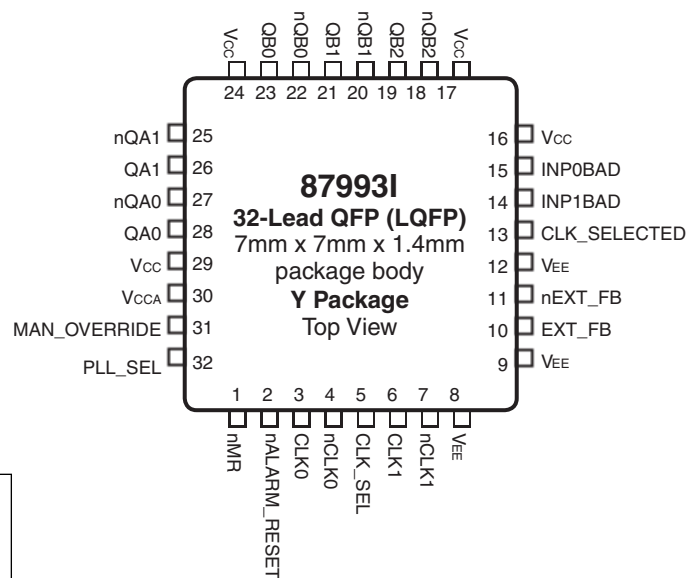 VCC QB0 nQB0 QB1 nQB1 QB2 nQB2 VCC
24 23 22 21 20 19 18 17
nQA1 25
QA1 26
nQA0 27
QA0 28
VCC 29
VCCA 30
MAN_OVERRIDE 31
PLL_SEL 32
87993I
32-Lead QFP (LQFP)
7mm x 7mm x 1.4mm
package body
Y Package
Top View
16 VCC
15 INP0BAD
14 INP1BAD
13 CLK_SELECTED
12 VEE
11 nEXT_FB
10 EXT_FB
9 VEE
1 2 3 4 5 6 7 8
nMR nALARM_RESET CLK0 nCLK0 CLK_SEL CLK1 nCLK1 VEE